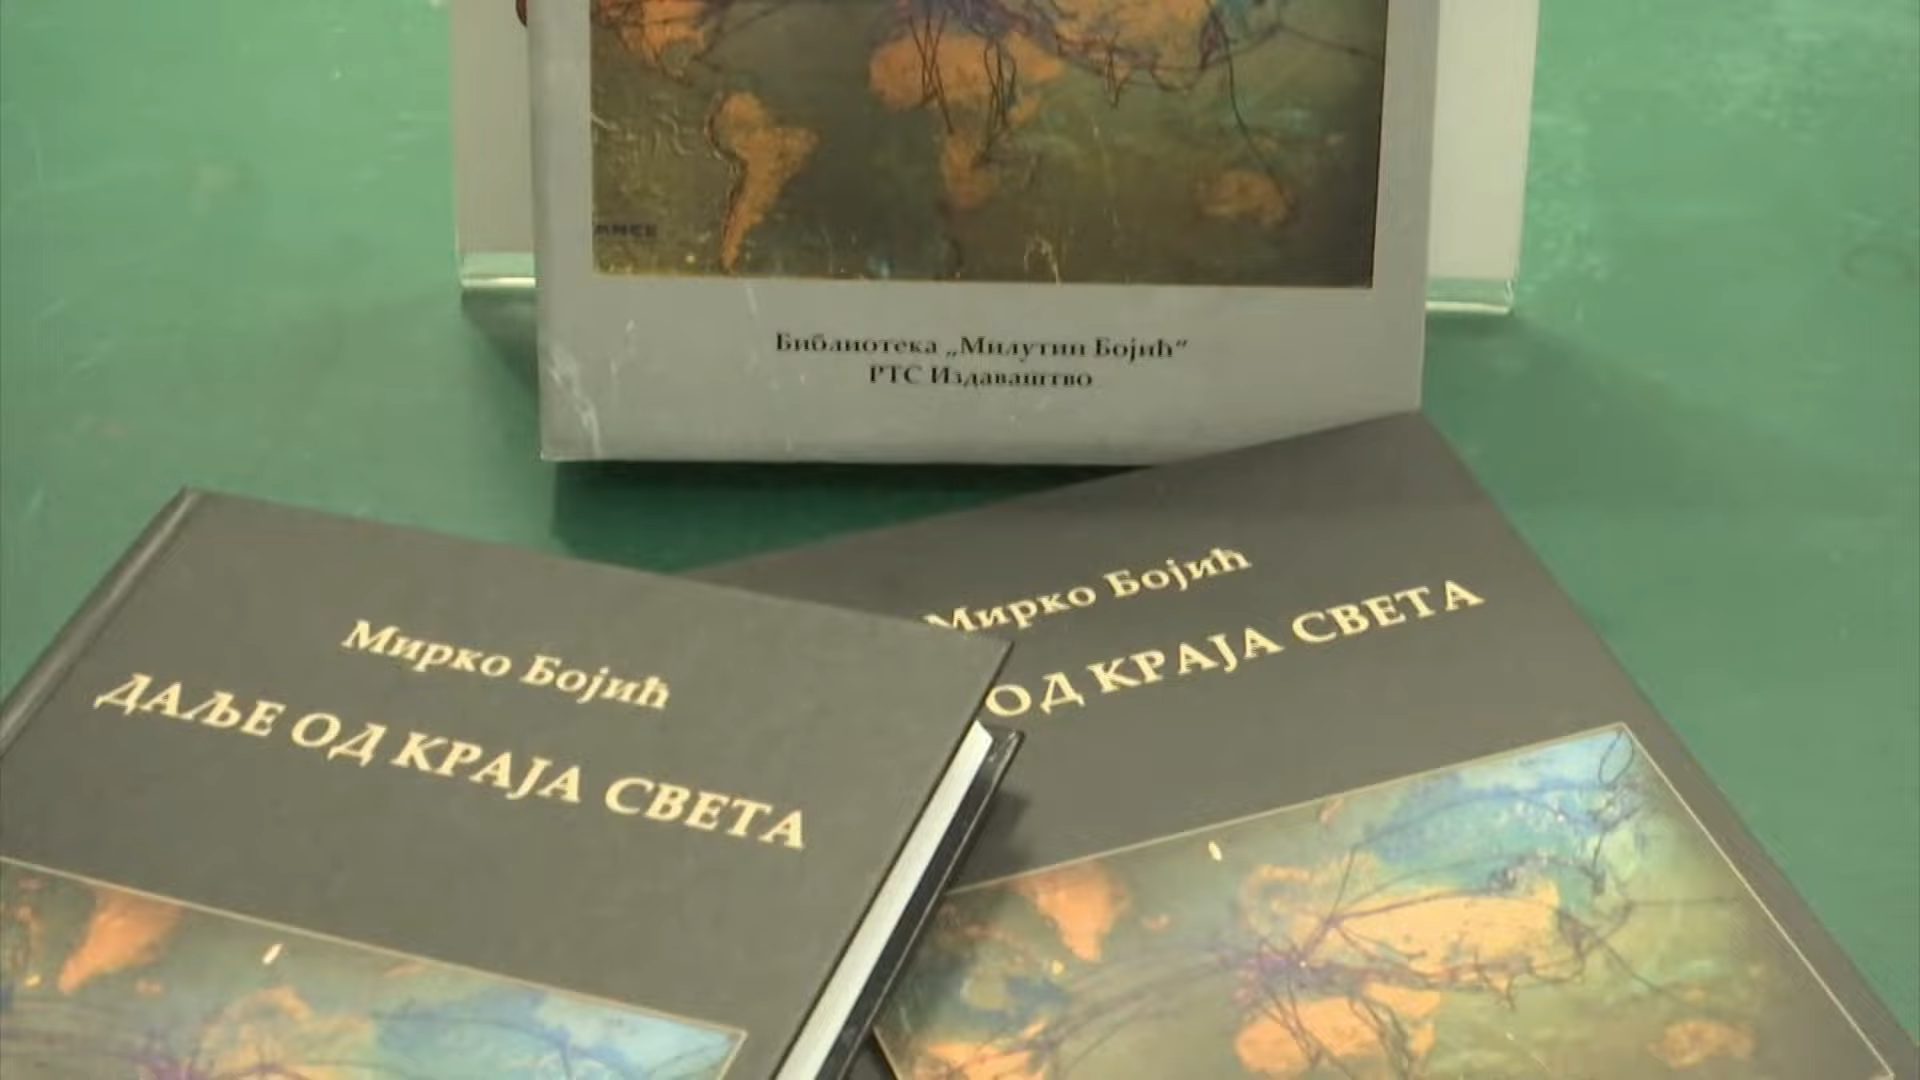 Библиотека „Милутин Бојић“
РТС Издаваштво
Мирко Бојић
ДАЉЕ ОД КРАЈА СВЕТА
Мирко Бојић
ОД КРАЈА СВЕТА